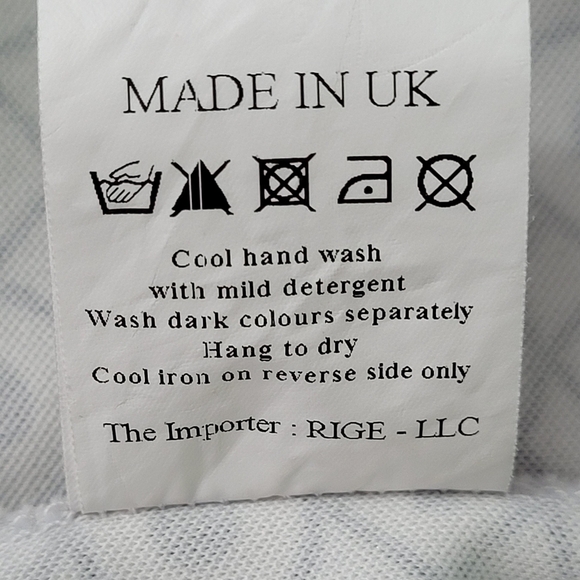 MADE IN UK
Cool hand wash
with mild detergent
Wash dark colours separately
Hang to dry
Cool iron on reverse side only
The Importer : RIGE - LLC